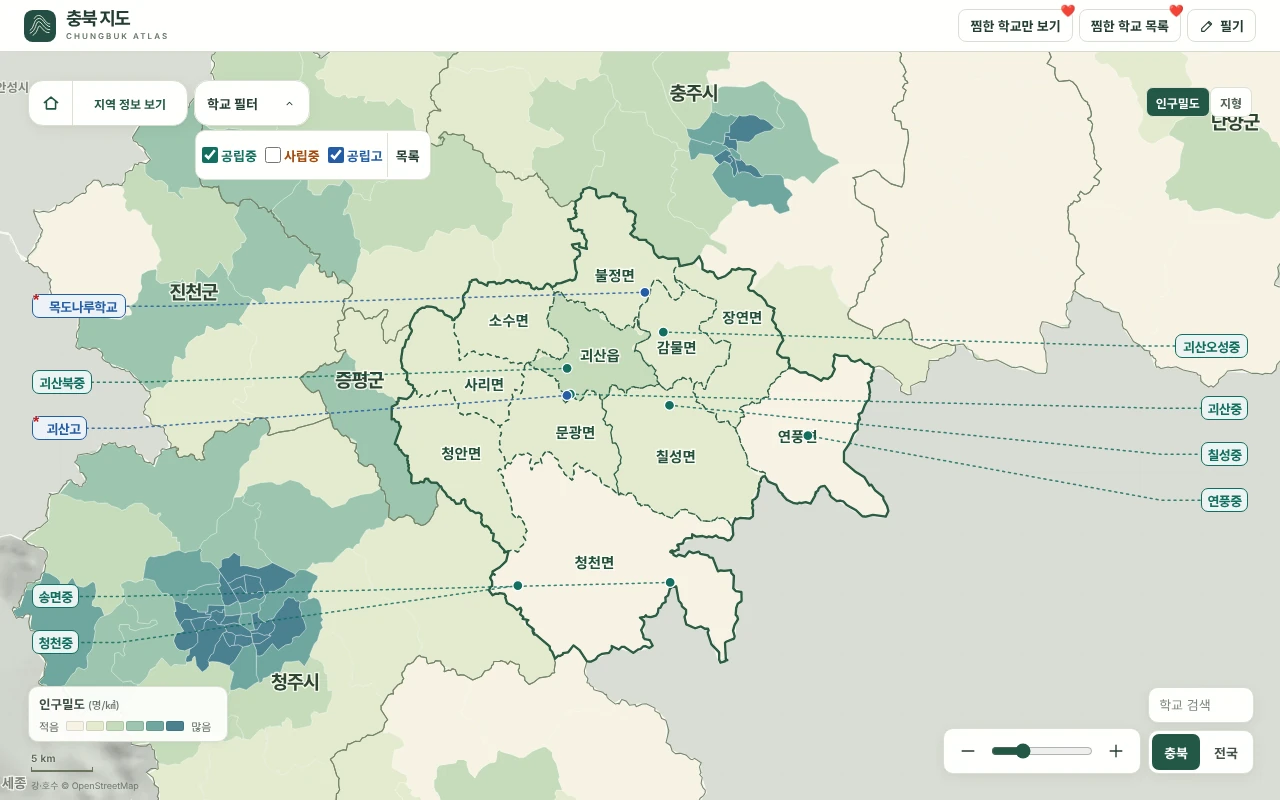 충북 지도
CHUNGBUK ATLAS
찜한 학교만 보기
찜한 학교 목록
필기
안성시
지역 정보 보기
학교 필터
충주시
인구밀도
지형
단양군
공립중
사립중
공립고
목록
불정면
진천군
* 목도나루학교
소수면
장연면
괴산오성중
감물면
괴산읍
괴산북중
증평군
사리면
괴산중
* 괴산고
문광면
연풍면
청안면
칠성면
칠성중
연풍중
청천면
송면중
청천중
청주시
인구밀도 (명/㎢)
적음
많음
학교 검색
충북
전국
5 km
세종
강·호수 © OpenStreetMap